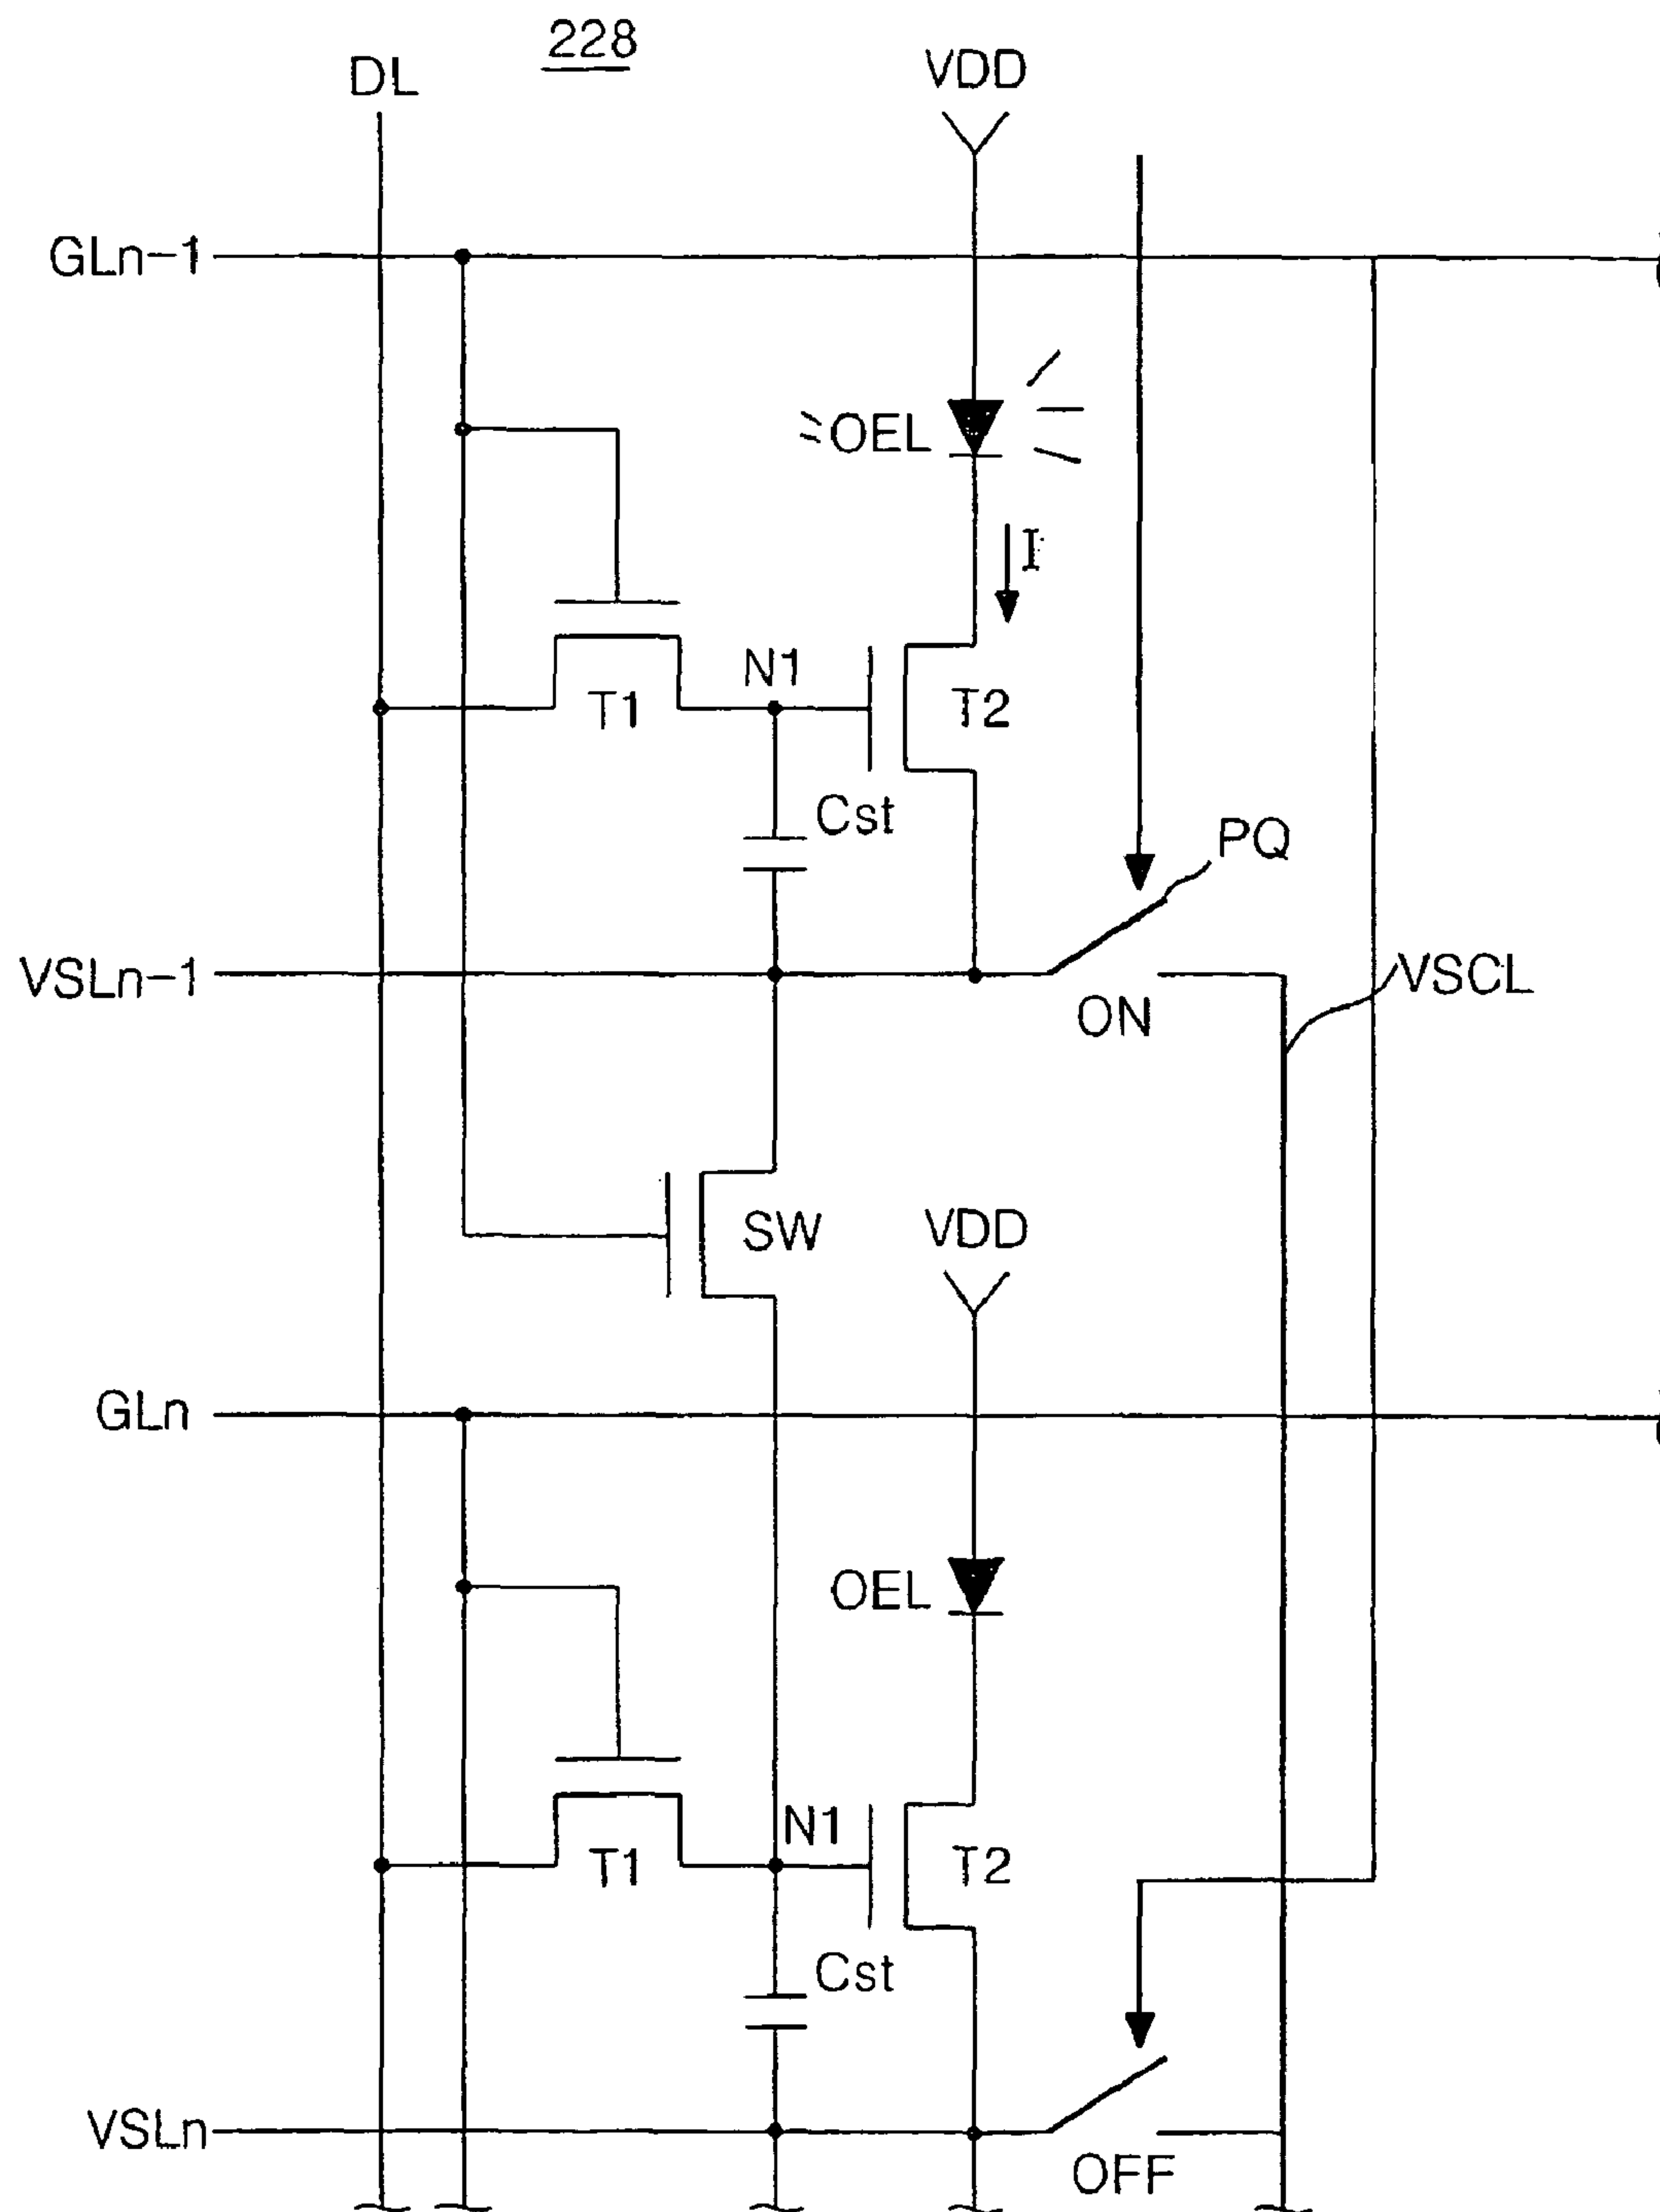 228
DL
VDD
GLn-1
OEL
I
N1
T1
T2
Cst
PQ
VSLn-1
ON
VSCL
SW
VDD
GLn
OEL
N1
T1
T2
Cst
VSLn
OFF